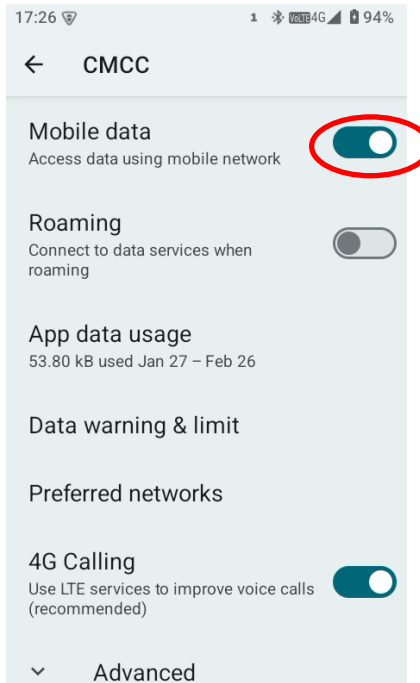 17:26 1 VoLTE 4G 94%
CMCC
Mobile data
Access data using mobile network
Roaming
Connect to data services when
roaming
App data usage
53.80 kB used Jan 27 – Feb 26
Data warning & limit
Preferred networks
4G Calling
Use LTE services to improve voice calls
(recommended)
Advanced